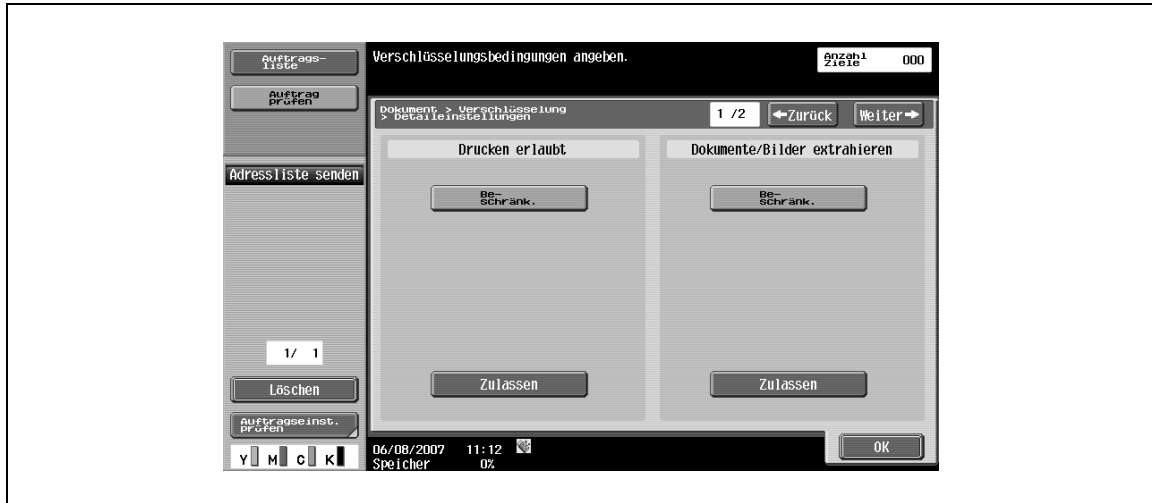 Auftrags-
liste
Auftrag
prüfen
Adressliste senden
1/ 1
Löschen
Auftragseinst.
prüfen
Y M C K
Verschlüsselungsbedingungen angeben.
Anzahl
Ziele
000
Dokument > Verschlüsselung
> Detaileinstellungen
1 /2
←Zurück
Weiter→
Drucken erlaubt
Be-
schränk.
Zulassen
Dokumente/Bilder extrahieren
Be-
schränk.
Zulassen
06/08/2007 11:12
Speicher 0%
OK